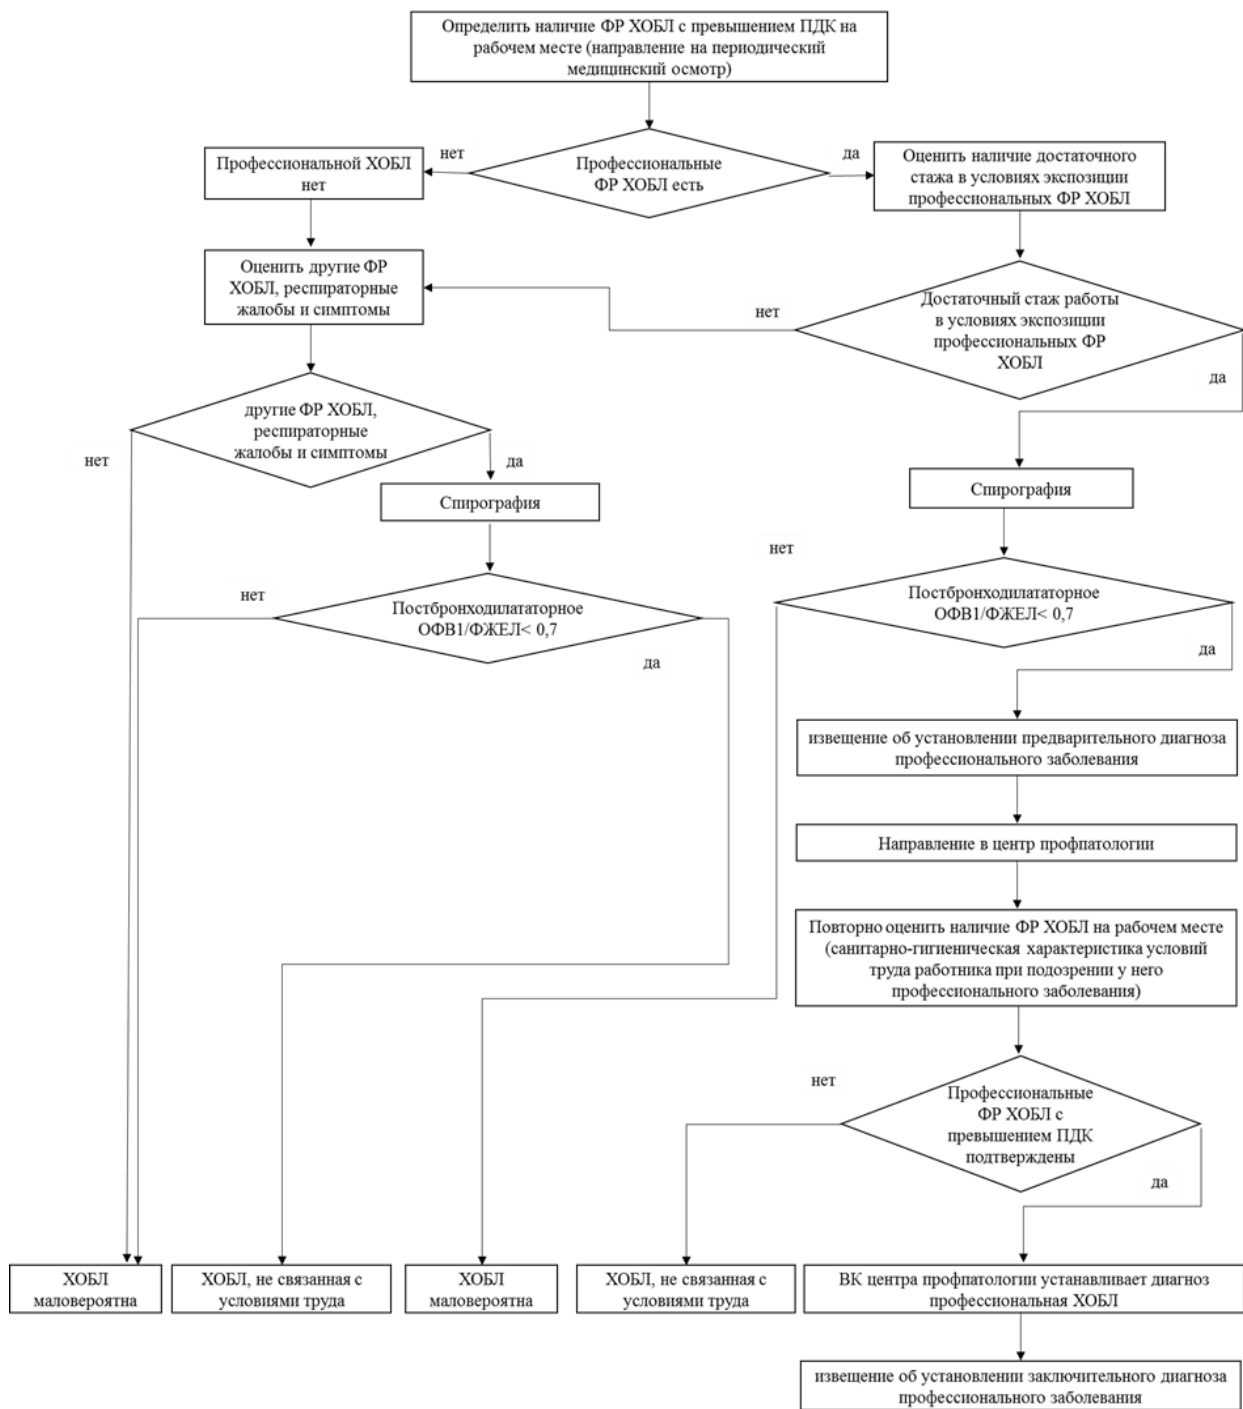 Определить наличие ФР ХОБЛ с превышением ПДК на
рабочем месте (направление на периодический
медицинский осмотр)
нет
да
Профессиональной ХОБЛ
нет
Профессиональные
ФР ХОБЛ есть
Оценить наличие достаточного
стажа в условиях экспозиции
профессиональных ФР ХОБЛ
Оценить другие ФР
ХОБЛ, респираторные
жалобы и симптомы
нет
Достаточный стаж работы
в условиях экспозиции
профессиональных ФР
ХОБЛ
да
другие ФР ХОБЛ,
респираторные
жалобы и симптомы
нет
да
Спирография
Спирография
нет
нет
Постбронходилататорное
ОФВ1/ФЖЕЛ< 0,7
да
Постбронходилататорное
ОФВ1/ФЖЕЛ< 0,7
да
извещение об установлении предварительного диагноза
профессионального заболевания
Направление в центр профпатологии
Повторно оценить наличие ФР ХОБЛ на рабочем месте
(санитарно-гигиеническая характеристика условий
труда работника при подозрении у него
профессионального заболевания)
нет
Профессиональные
ФР ХОБЛ с
превышением ПДК
подтверждены
да
ХОБЛ
маловероятна
ХОБЛ, не связанная с
условиями труда
ХОБЛ
маловероятна
ХОБЛ, не связанная с
условиями труда
ВК центра профпатологии устанавливает диагноз
профессиональная ХОБЛ
извещение об установлении заключительного диагноза
профессионального заболевания